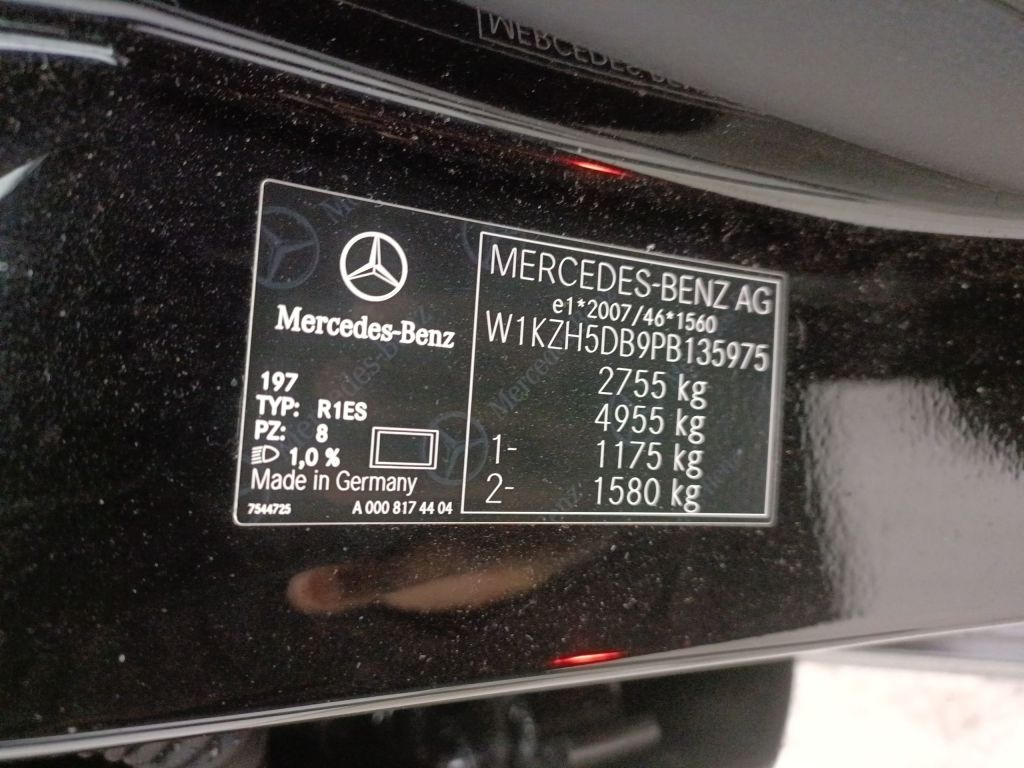 Mercedes-Benz
197
TYP: R1ES
PZ: 8
1,0 %
Made in Germany
7544725 A 000 817 44 04
MERCEDES-BENZ AG
e1*2007/46*1560
W1KZH5DB9PB135975
2755 kg
4955 kg
1- 1175 kg
2- 1580 kg